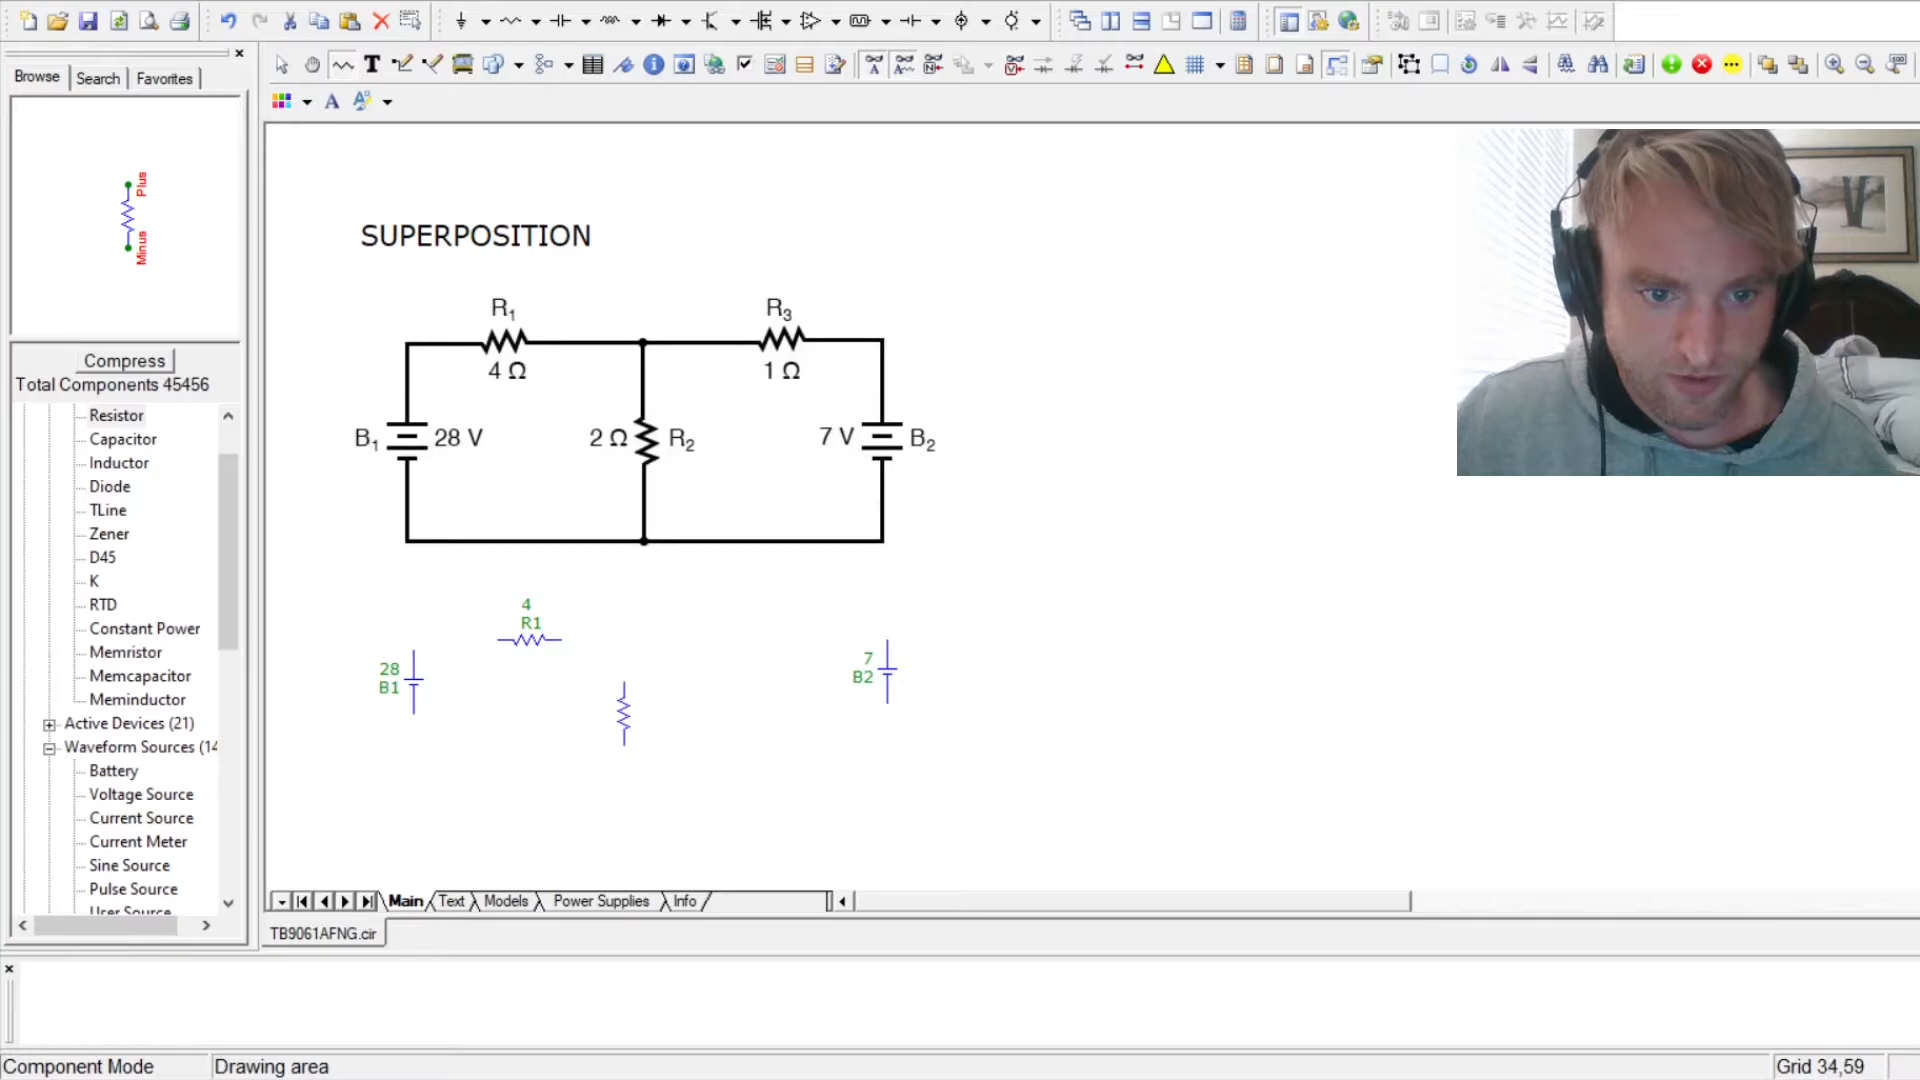 Browse
Search
Favorites
Plus
Minus
Compress
Total Components 45456
Resistor
Capacitor
Inductor
Diode
TLine
Zener
D45
K
RTD
Constant Power
Memristor
Memcapacitor
Meminductor
Active Devices (21)
Waveform Sources (14
Battery
Voltage Source
Current Source
Current Meter
Sine Source
Pulse Source
User Source
SUPERPOSITION
R1
R3
4 Ω
1 Ω
B1 28 V
2 Ω R2
7 V B2
4
R1
28
B1
7
B2
Main
Text
Models
Power Supplies
Info
TB9061AFNG.cir
Component Mode
Drawing area
Grid 34,59